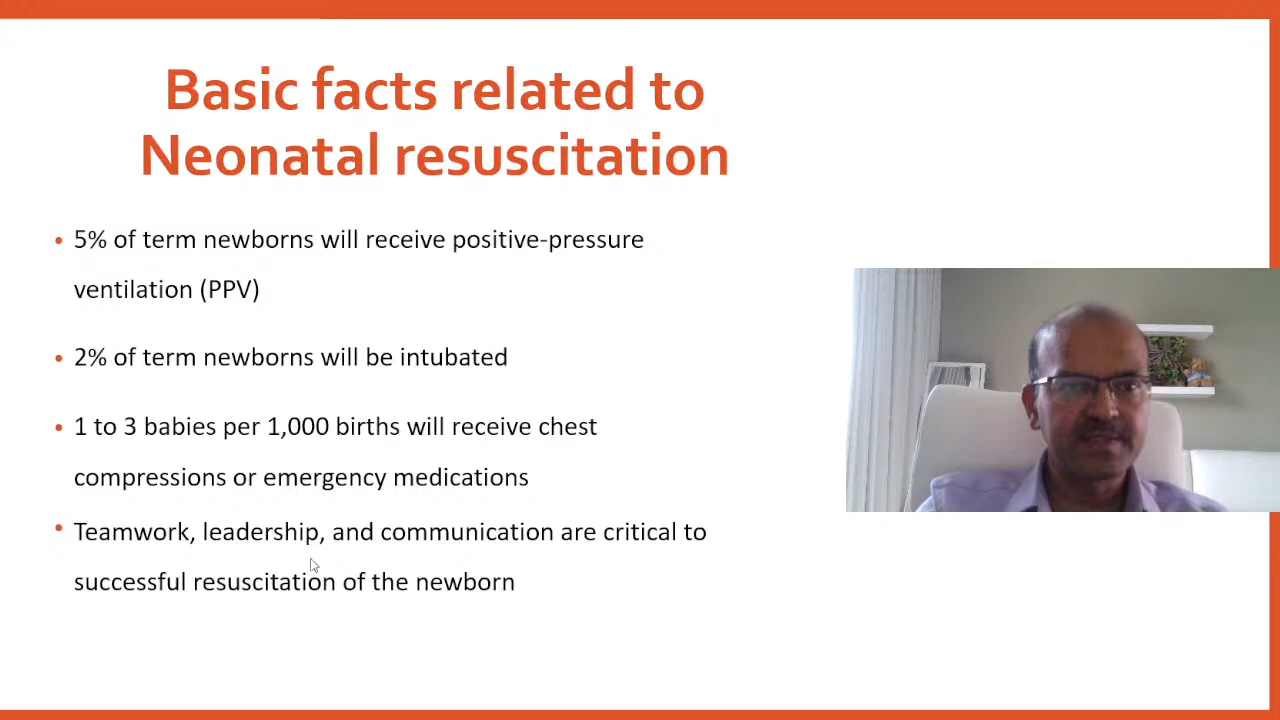 Basic facts related to
Neonatal resuscitation
• 5% of term newborns will receive positive-pressure
ventilation (PPV)
• 2% of term newborns will be intubated
• 1 to 3 babies per 1,000 births will receive chest
compressions or emergency medications
• Teamwork, leadership, and communication are critical to
successful resuscitation of the newborn